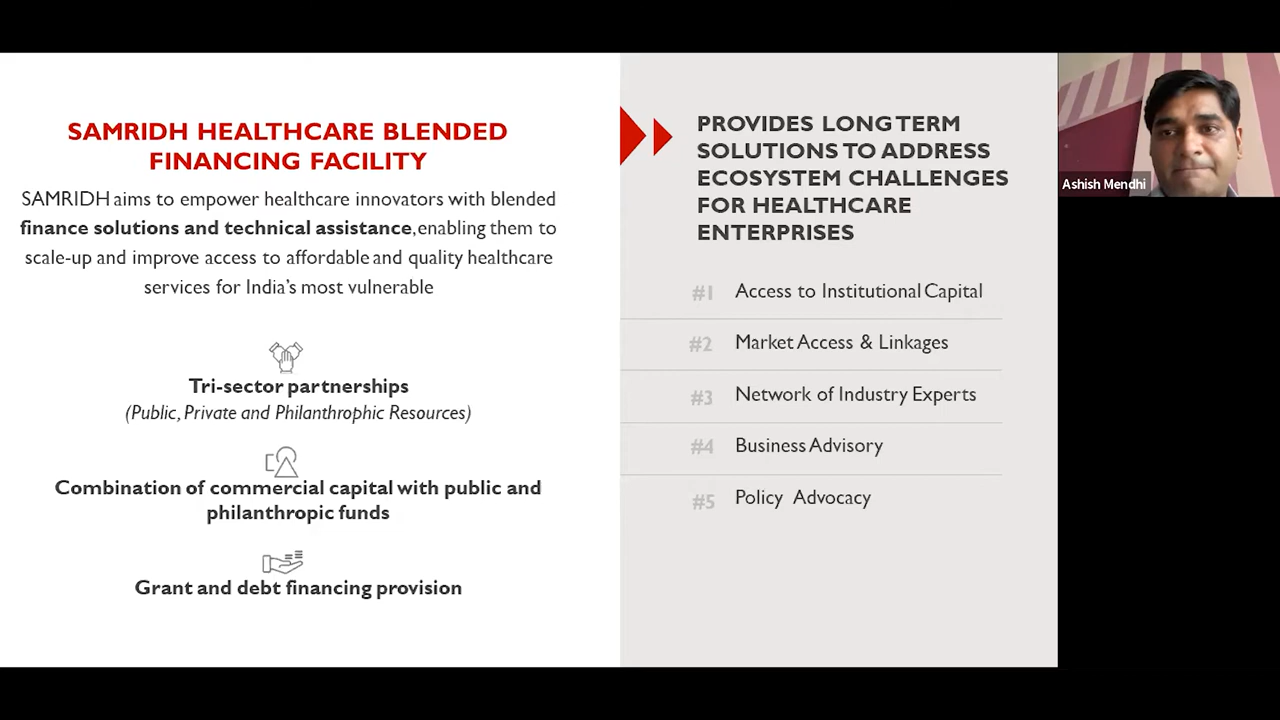 SAMRIDH HEALTHCARE BLENDED
FINANCING FACILITY
SAMRIDH aims to empower healthcare innovators with blended
finance solutions and technical assistance, enabling them to
scale-up and improve access to affordable and quality healthcare
services for India's most vulnerable
Tri-sector partnerships
(Public, Private and Philanthrophic Resources)
Combination of commercial capital with public and
philanthropic funds
Grant and debt financing provision
PROVIDES LONG TERM
SOLUTIONS TO ADDRESS
ECOSYSTEM CHALLENGES
FOR HEALTHCARE
ENTERPRISES
#1 Access to Institutional Capital
#2 Market Access & Linkages
#3 Network of Industry Experts
#4 Business Advisory
#5 Policy Advocacy
Ashish Mendhi